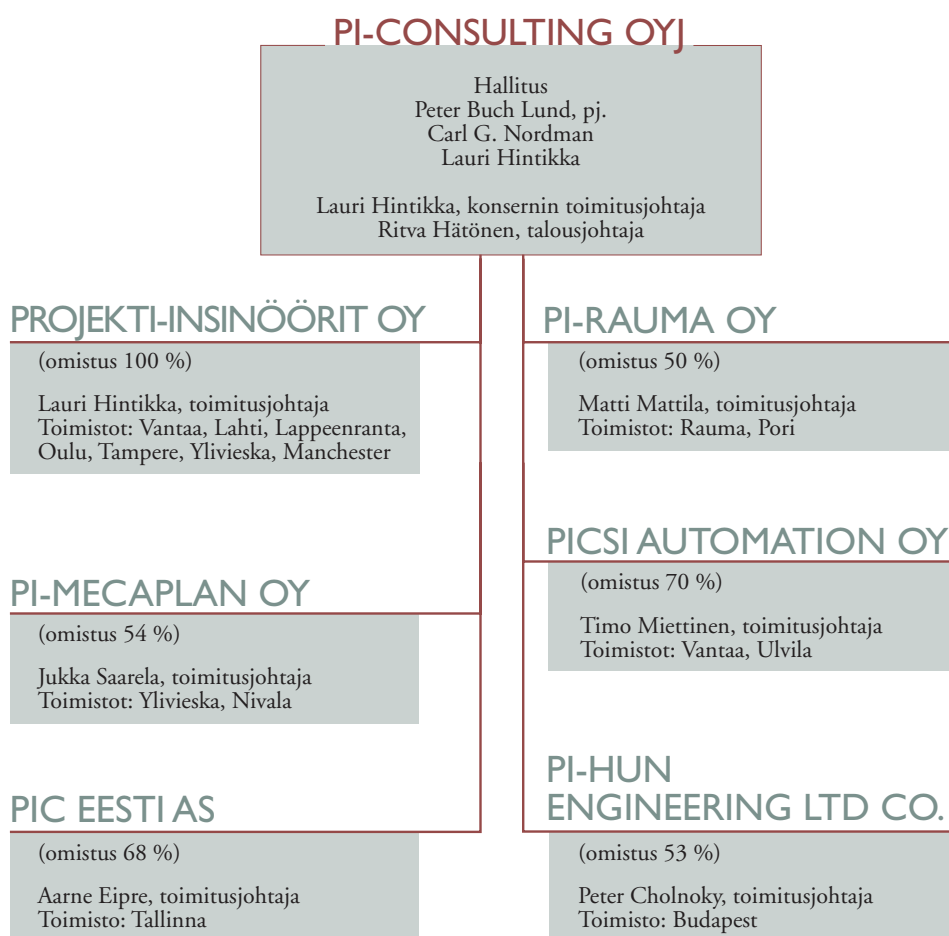 PI-CONSULTING OYJ
Hallitus
Peter Buch Lund, pj.
Carl G. Nordman
Lauri Hintikka
Lauri Hintikka, konsernin toimitusjohtaja
Ritva Hätönen, talousjohtaja
PROJEKTI-INSINÖÖRIT OY
(omistus 100 %)
Lauri Hintikka, toimitusjohtaja
Toimistot: Vantaa, Lahti, Lappeenranta,
Oulu, Tampere, Ylivieska, Manchester
PI-MECAPLAN OY
(omistus 54 %)
Jukka Saarela, toimitusjohtaja
Toimistot: Ylivieska, Nivala
PIC EESTI AS
(omistus 68 %)
Aarne Eipre, toimitusjohtaja
Toimisto: Tallinna
PI-RAUMA OY
(omistus 50 %)
Matti Mattila, toimitusjohtaja
Toimistot: Rauma, Pori
PICSI AUTOMATION OY
(omistus 70 %)
Timo Miettinen, toimitusjohtaja
Toimistot: Vantaa, Ulvila
PI-HUN
ENGINEERING LTD CO.
(omistus 53 %)
Peter Cholnoky, toimitusjohtaja
Toimisto: Budapest